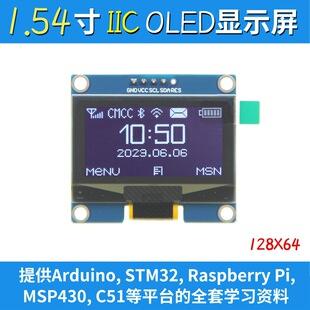 1.54寸 IIC OLED显示屏
GND VCC SCL SDA RES
CMCC
10:50
2023.06.06
MENU MSN
128X64
提供Arduino, STM32, Raspberry Pi,
MSP430, C51等平台的全套学习资料